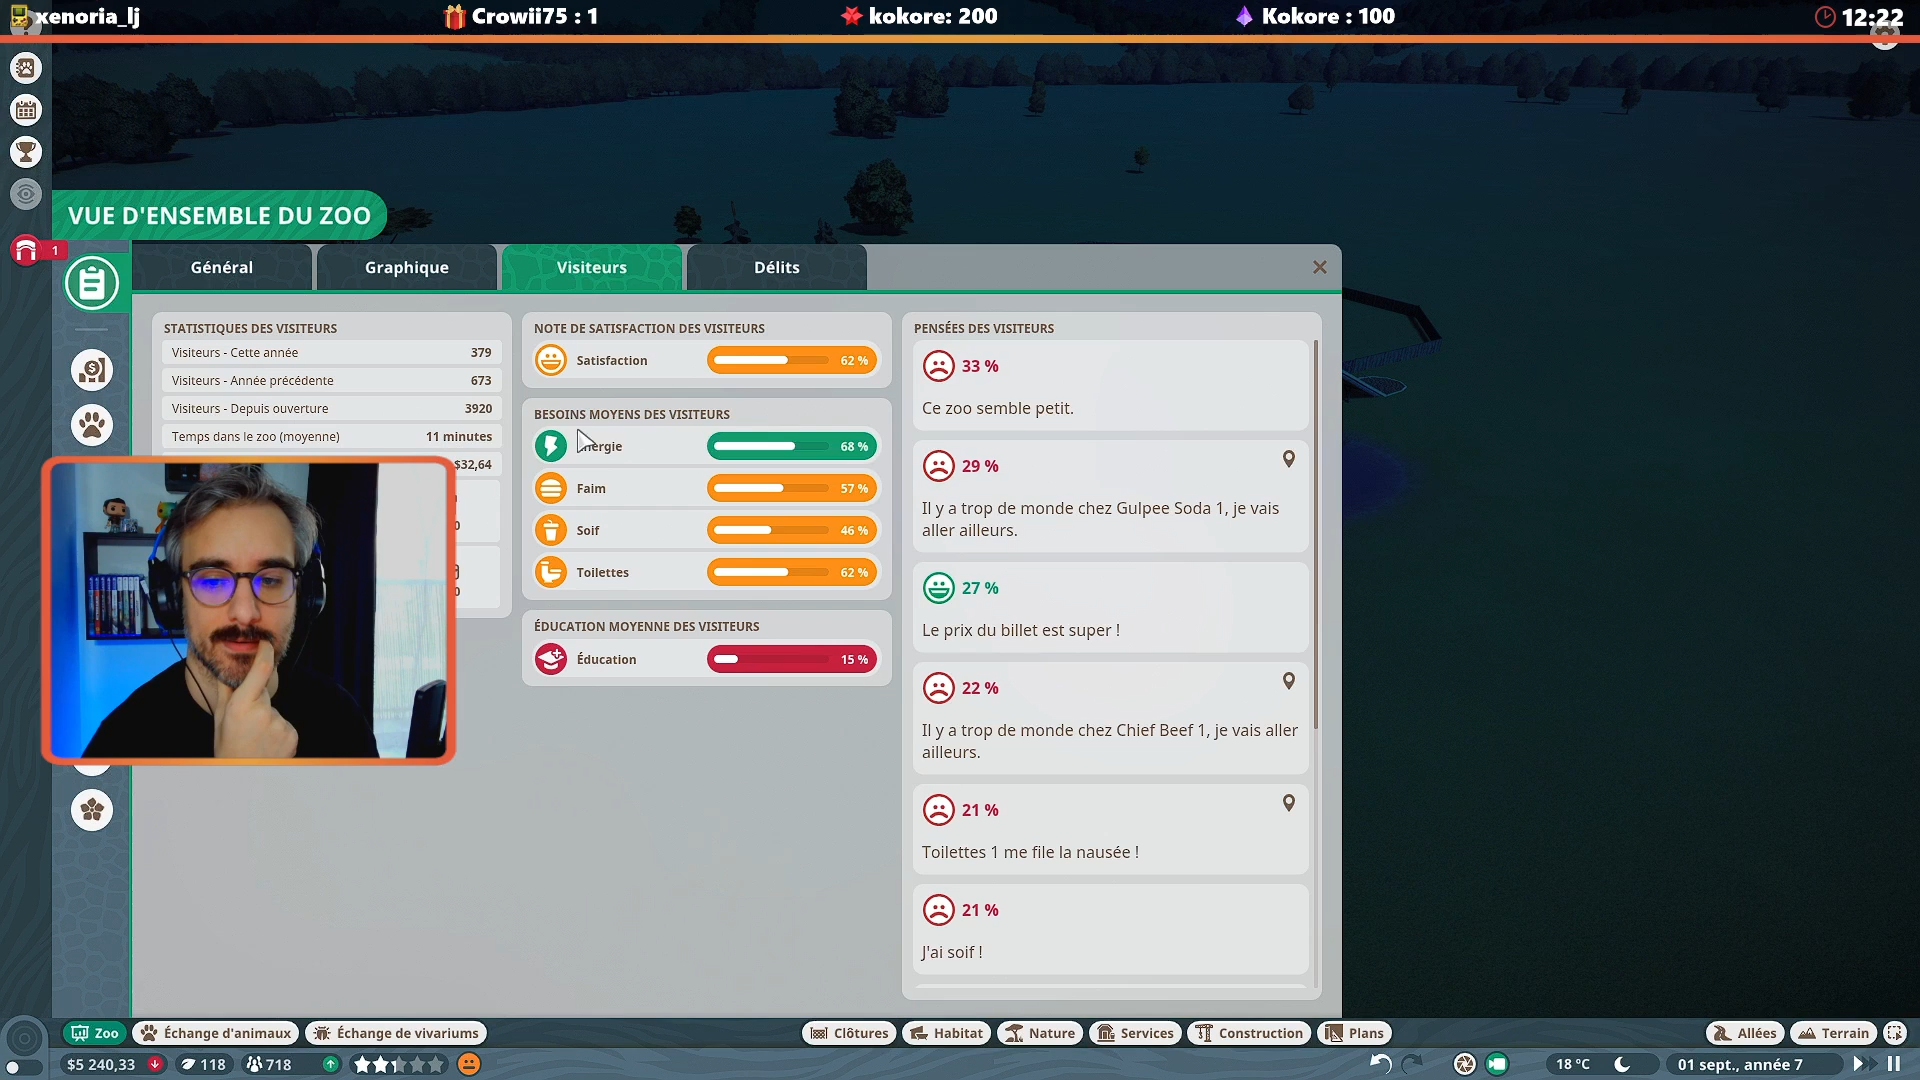 xenoria_lj
Crowii75 : 1
kokore: 200
Kokore : 100
12:22
VUE D'ENSEMBLE DU ZOO
1
Général
Graphique
Visiteurs
Délits
STATISTIQUES DES VISITEURS
Visiteurs - Cette année 379
Visiteurs - Année précédente 673
Visiteurs - Depuis ouverture 3920
Temps dans le zoo (moyenne) 11 minutes
$32,64
NOTE DE SATISFACTION DES VISITEURS
Satisfaction 62 %
BESOINS MOYENS DES VISITEURS
68 %
Faim 57 %
Soif 46 %
Toilettes 62 %
ÉDUCATION MOYENNE DES VISITEURS
Éducation 15 %
PENSÉES DES VISITEURS
33 %
Ce zoo semble petit.
29 %
Il y a trop de monde chez Gulpee Soda 1, je vais
aller ailleurs.
27 %
Le prix du billet est super !
22 %
Il y a trop de monde chez Chief Beef 1, je vais aller
ailleurs.
21 %
Toilettes 1 me file la nausée !
21 %
J'ai soif !
Zoo
Échange d'animaux
Échange de vivariums
Clôtures
Habitat
Nature
Services
Construction
Plans
Allées
Terrain
$5 240,33
118
718
18 °C
01 sept., année 7